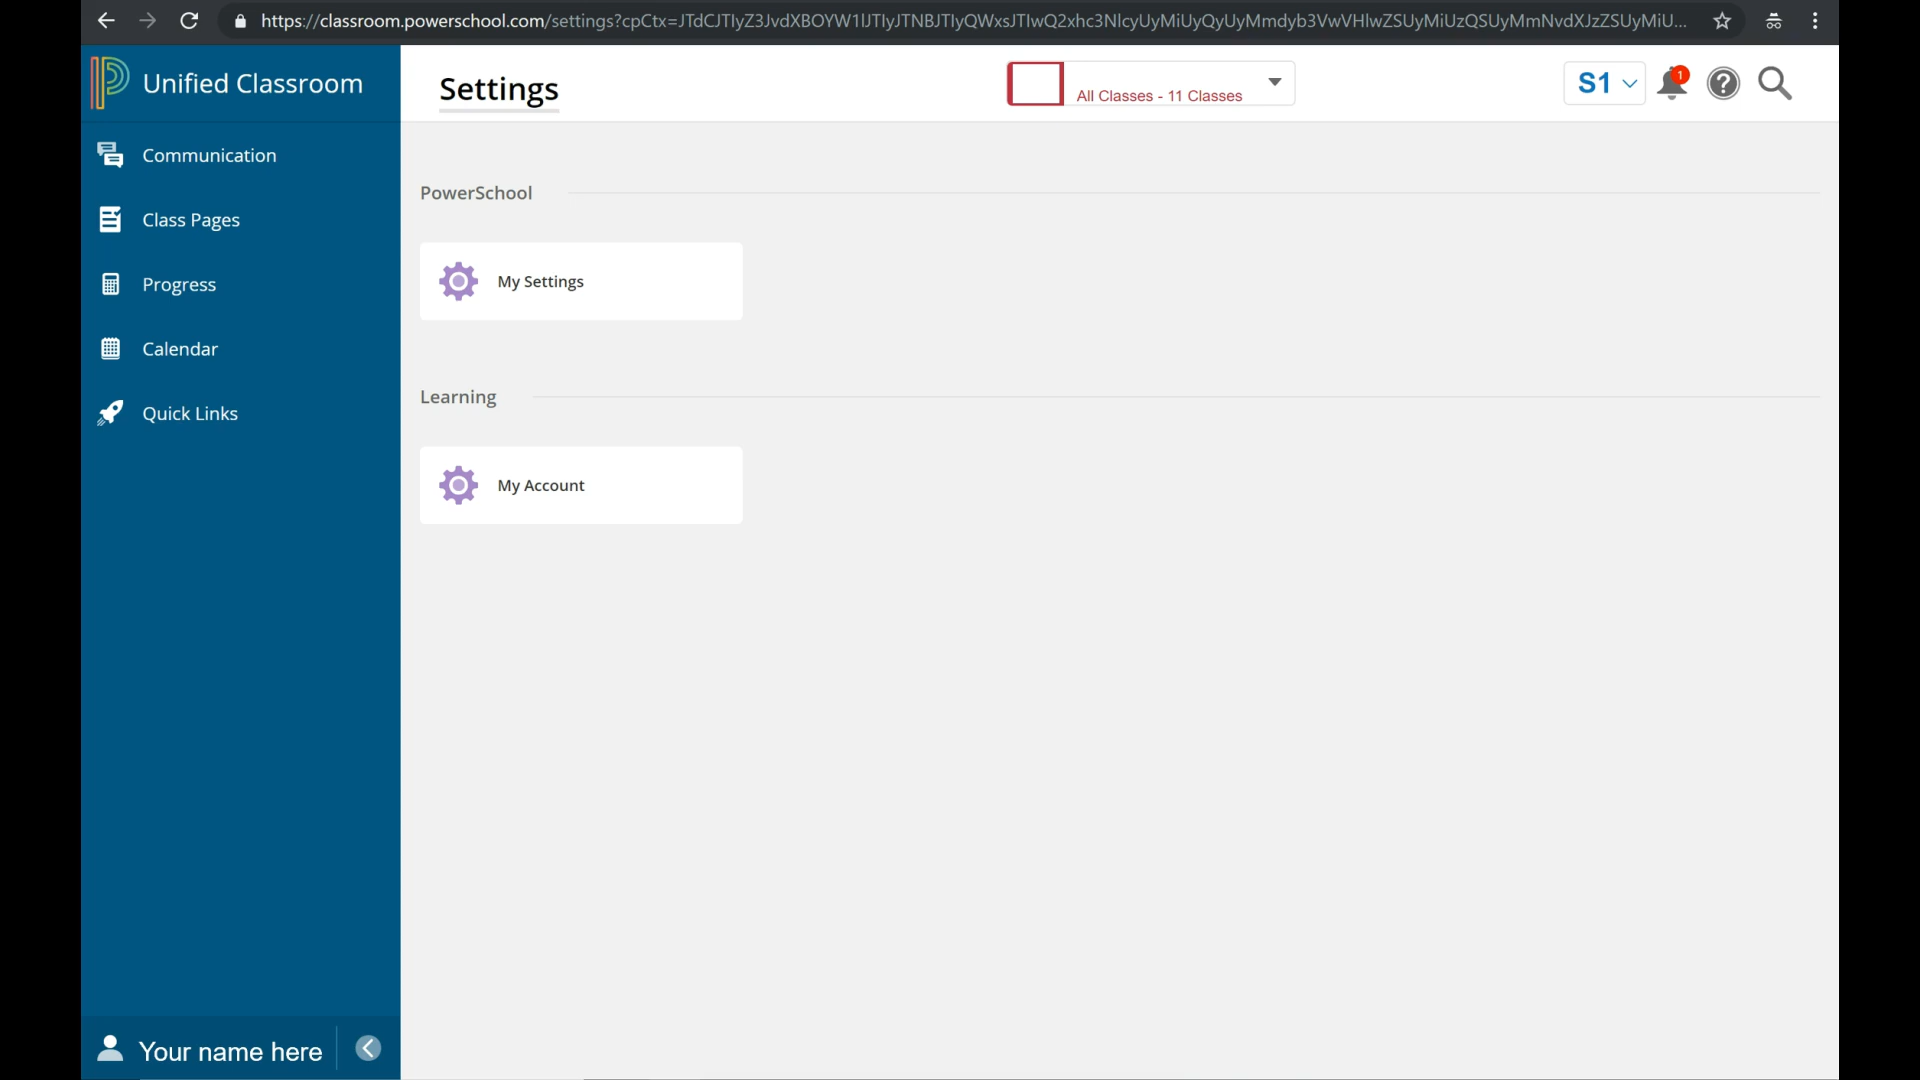 https://classroom.powerschool.com/settings?cpCtx=JTdCJTIyZ3JvdXBOYW1lJTIyJTNBJTIyQWxsJTIwQ2xhc3NlcyUyMiUyQyUyMmdyb3VwVHlwZSUyMiUzQSUyMmNvdXJzZSUyMiU...
Unified Classroom
Settings
All Classes - 11 Classes
S1
1
?
Communication
Class Pages
Progress
Calendar
Quick Links
PowerSchool
My Settings
Learning
My Account
Your name here